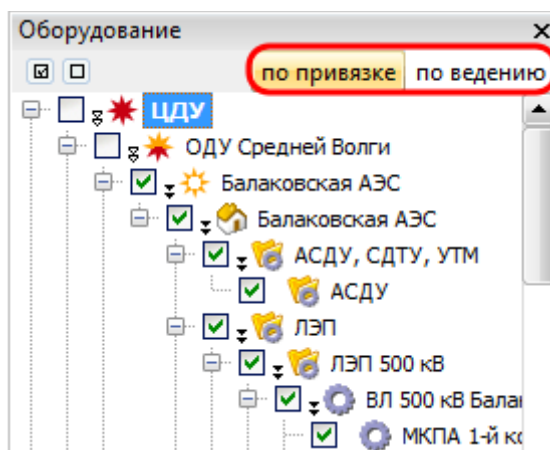 Оборудование
по привязке по ведению
ЦДУ
ОДУ Средней Волги
Балаковская АЭС
Балаковская АЭС
АСДУ, СДТУ, УТМ
АСДУ
ЛЭП
ЛЭП 500 кВ
ВЛ 500 кВ
МКПА 1-й